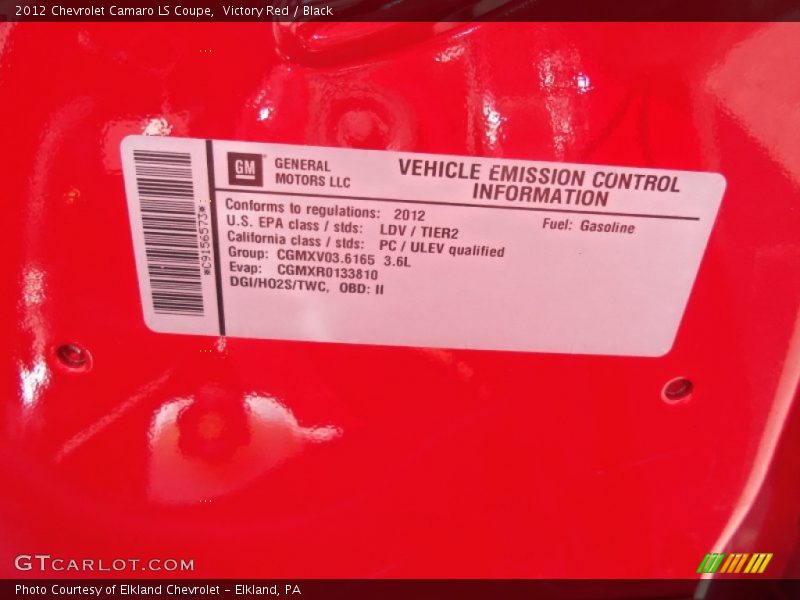 2012 Chevrolet Camaro LS Coupe,  Victory Red / Black
GM
GENERAL
MOTORS LLC
VEHICLE EMISSION CONTROL
INFORMATION
Conforms to regulations: 2012
Fuel: Gasoline
U.S. EPA class / stds: LDV / TIER2
California class / stds: PC / ULEV qualified
Group: CGMXV03.6165 3.6L
Evap: CGMXR0133810
DGI/HO2S/TWC, OBD: II
*C9156573*
GTCARLOT.COM
Photo Courtesy of Elkland Chevrolet - Elkland, PA